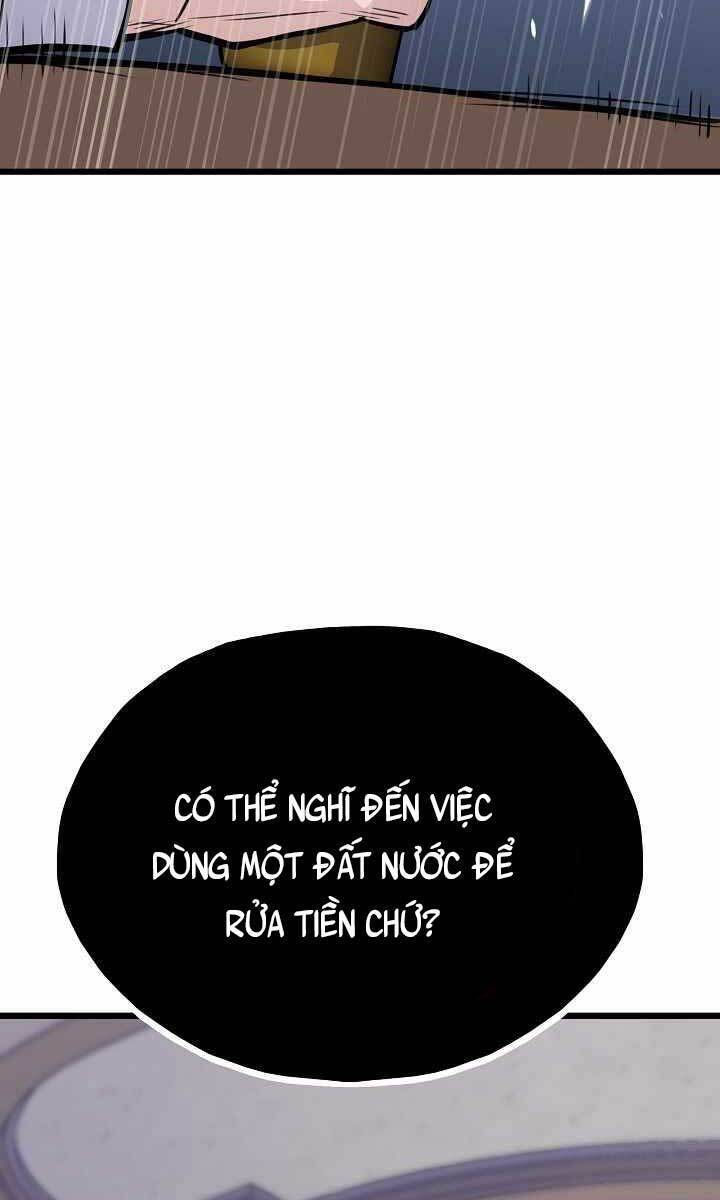 CÓ THỂ NGHĨ ĐẾN VIỆC
DÙNG MỘT ĐẤT NƯỚC ĐỂ
RỬA TIỀN CHỨ?